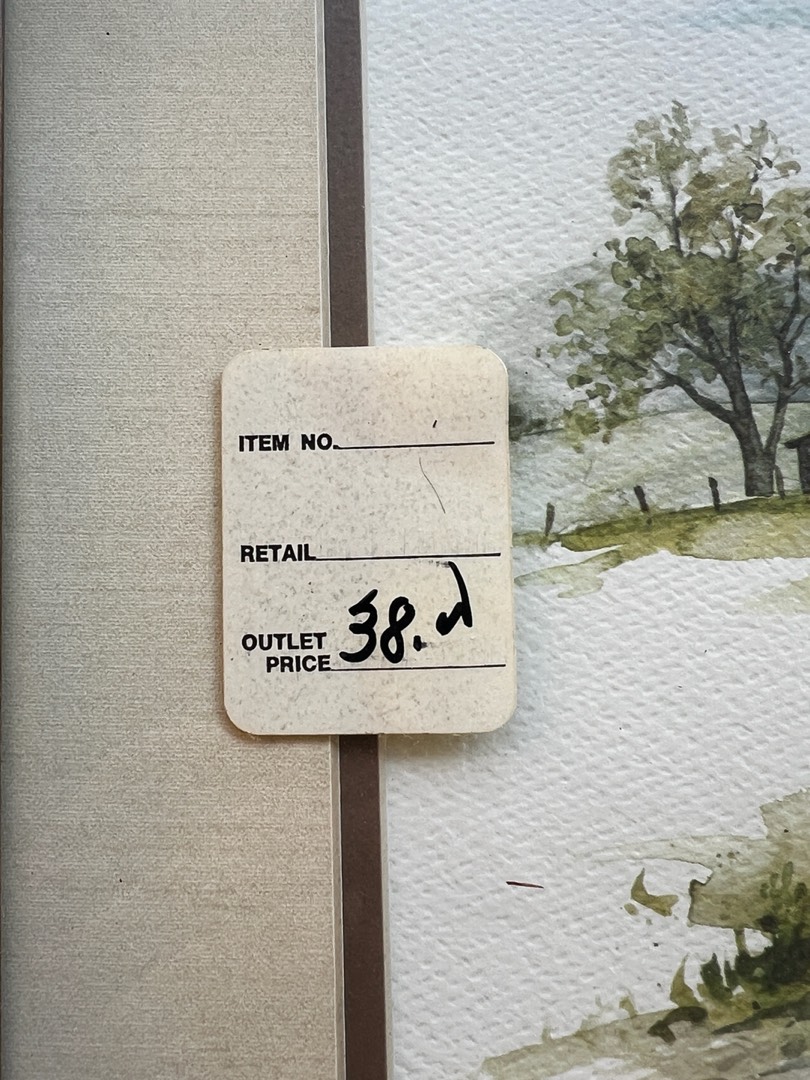 ITEM NO.
RETAIL
OUTLET 38.
PRICE